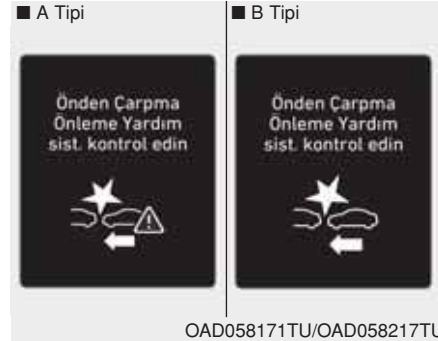 ■ A Tipi
Önden Çarpma
Önleme Yardım
sist. kontrol edin
■ B Tipi
Önden Çarpma
Önleme Yardım
sist. kontrol edin
OAD058171TU/OAD058217TU